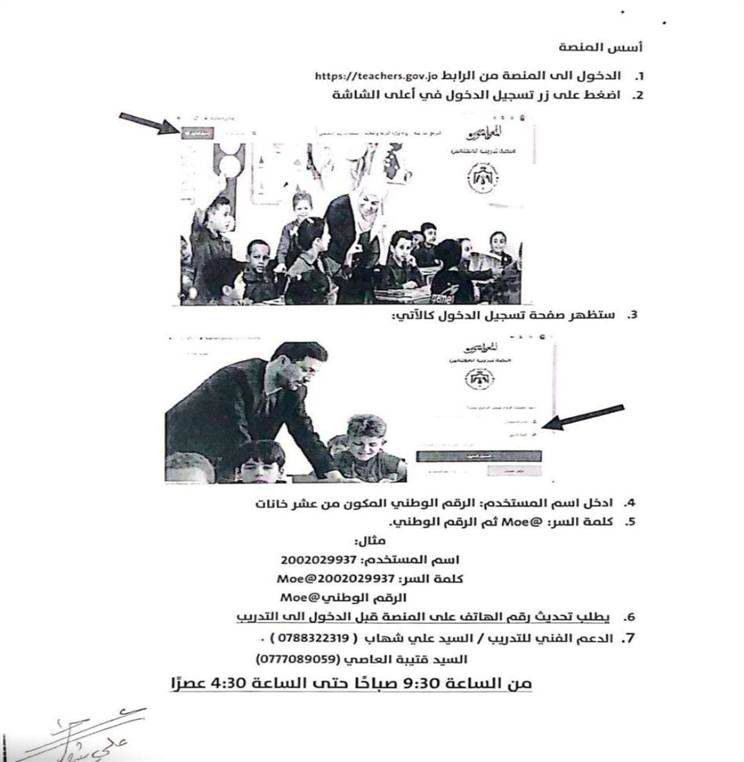 أسس المنصة
1. الدخول الى المنصة من الرابط https://teachers.gov.jo
2. اضغط على زر تسجيل الدخول في أعلى الشاشة
3. ستظهر صفحة تسجيل الدخول كالآتي:
4. ادخل اسم المستخدم: الرقم الوطني المكون من عشر خانات
5. كلمة السر: @Moe ثم الرقم الوطني.
مثال:
اسم المستخدم: 2002029937
كلمة السر: Moe@2002029937
الرقم الوطني@Moe
6. يطلب تحديث رقم الهاتف على المنصة قبل الدخول الى التدريب
7. الدعم الفني للتدريب / السيد علي شهاب ( 0788322319 ) .
السيد قتيبة العاصي (0777089059)
من الساعة 9:30 صباحًا حتى الساعة 4:30 عصرًا